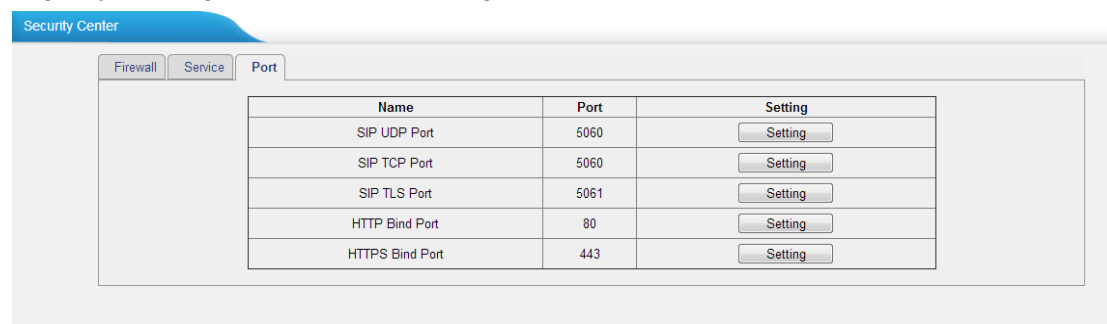 Security Center
Firewall Service Port
Name Port Setting
SIP UDP Port 5060 Setting
SIP TCP Port 5060 Setting
SIP TLS Port 5061 Setting
HTTP Bind Port 80 Setting
HTTPS Bind Port 443 Setting